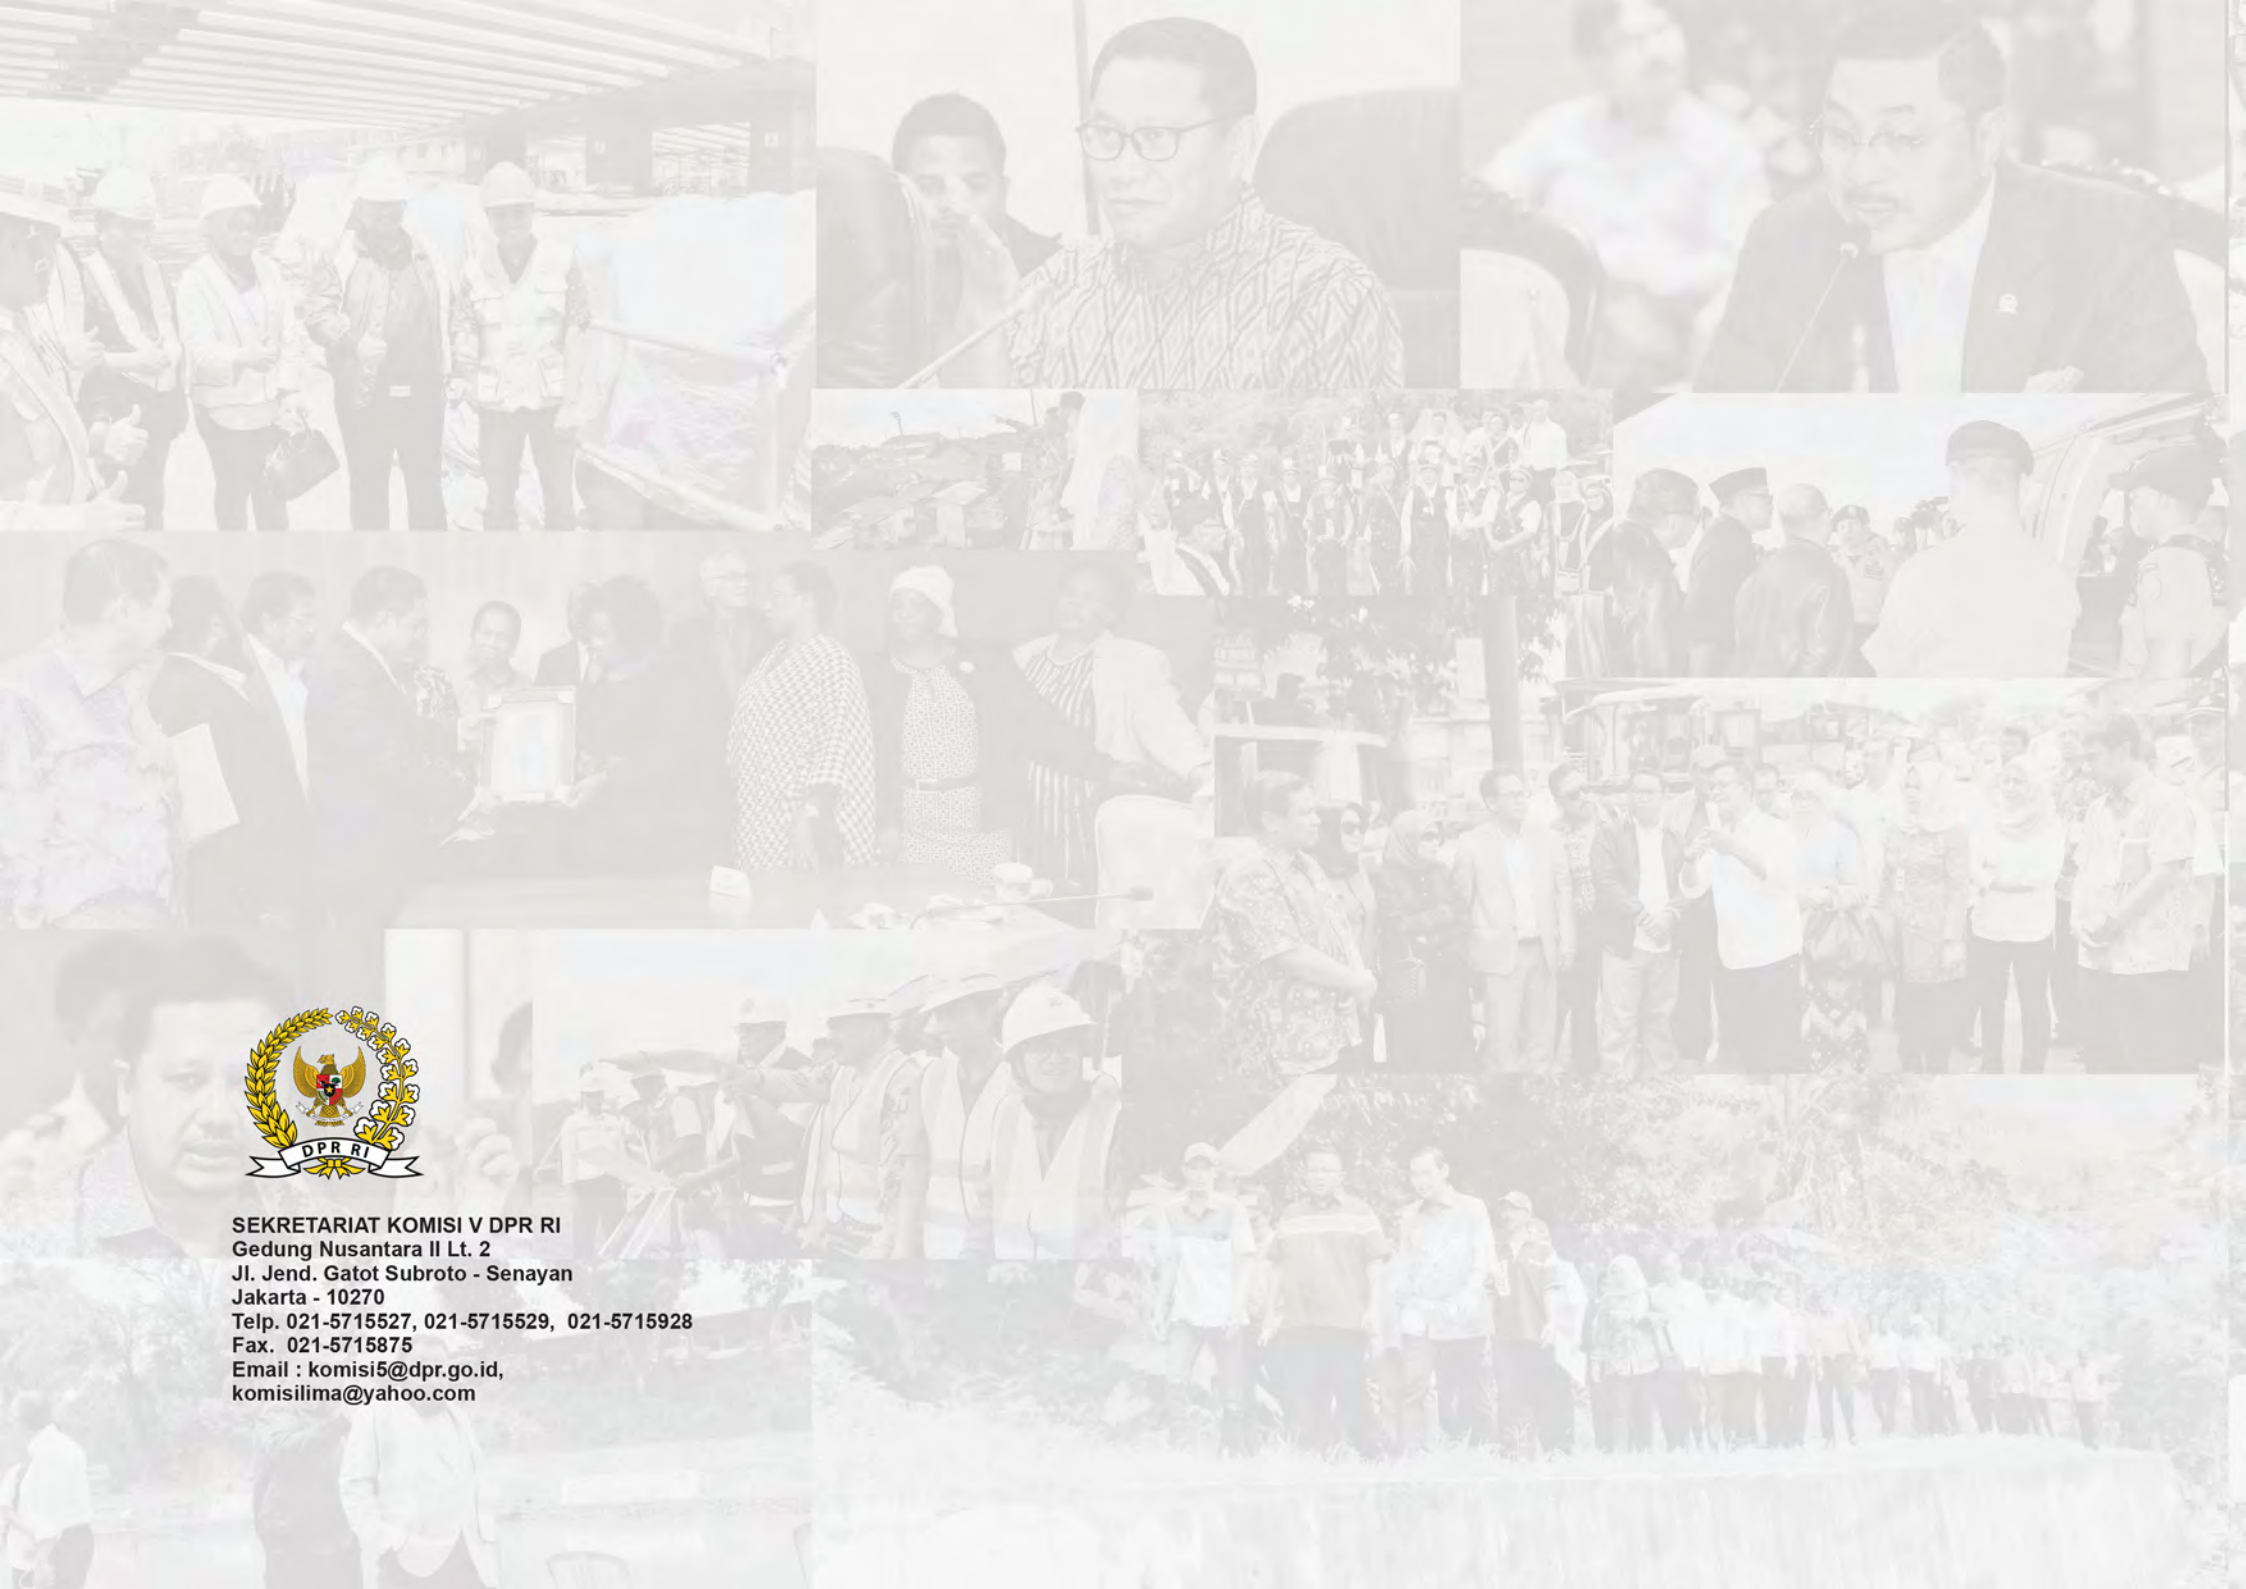 DPR RI
SEKRETARIAT KOMISI V DPR RI
Gedung Nusantara II Lt. 2
Jl. Jend. Gatot Subroto - Senayan
Jakarta - 10270
Telp. 021-5715527, 021-5715529, 021-5715928
Fax. 021-5715875
Email : komisi5@dpr.go.id,
komisilima@yahoo.com